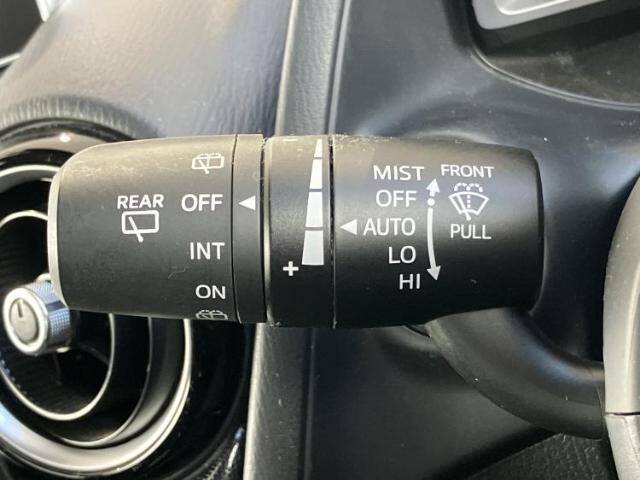 REAR
OFF
INT
ON
−
+
MIST
OFF
AUTO
LO
HI
FRONT
PULL